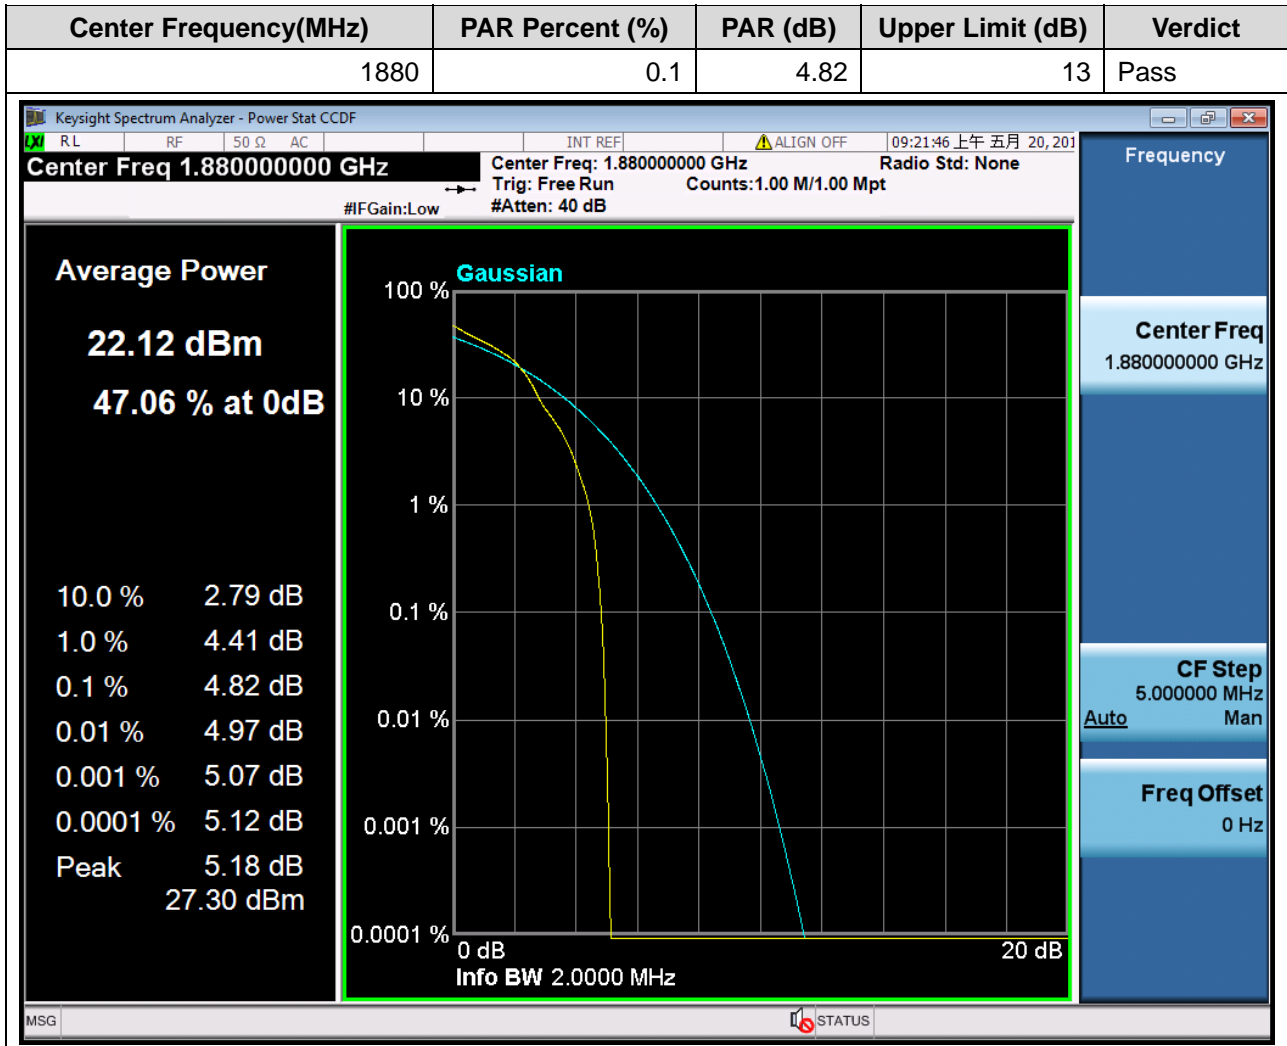 Center Frequency(MHz) PAR Percent (%) PAR (dB) Upper Limit (dB) Verdict
1880 0.1 4.82 13 Pass
Keysight Spectrum Analyzer - Power Stat CCDF
LXI RL RF 50 Ω AC INT REF ALIGN OFF 09:21:46 上午 五月 20, 201
Center Freq 1.880000000 GHz
Center Freq: 1.880000000 GHz Radio Std: None
Trig: Free Run Counts:1.00 M/1.00 Mpt
#IFGain:Low #Atten: 40 dB
Frequency
Average Power
22.12 dBm
47.06 % at 0dB
10.0 % 2.79 dB
1.0 % 4.41 dB
0.1 % 4.82 dB
0.01 % 4.97 dB
0.001 % 5.07 dB
0.0001 % 5.12 dB
Peak 5.18 dB
27.30 dBm
Gaussian
100 %
10 %
1 %
0.1 %
0.01 %
0.001 %
0.0001 %
0 dB 20 dB
Info BW 2.0000 MHz
Center Freq
1.880000000 GHz
CF Step
5.000000 MHz
Auto Man
Freq Offset
0 Hz
MSG STATUS